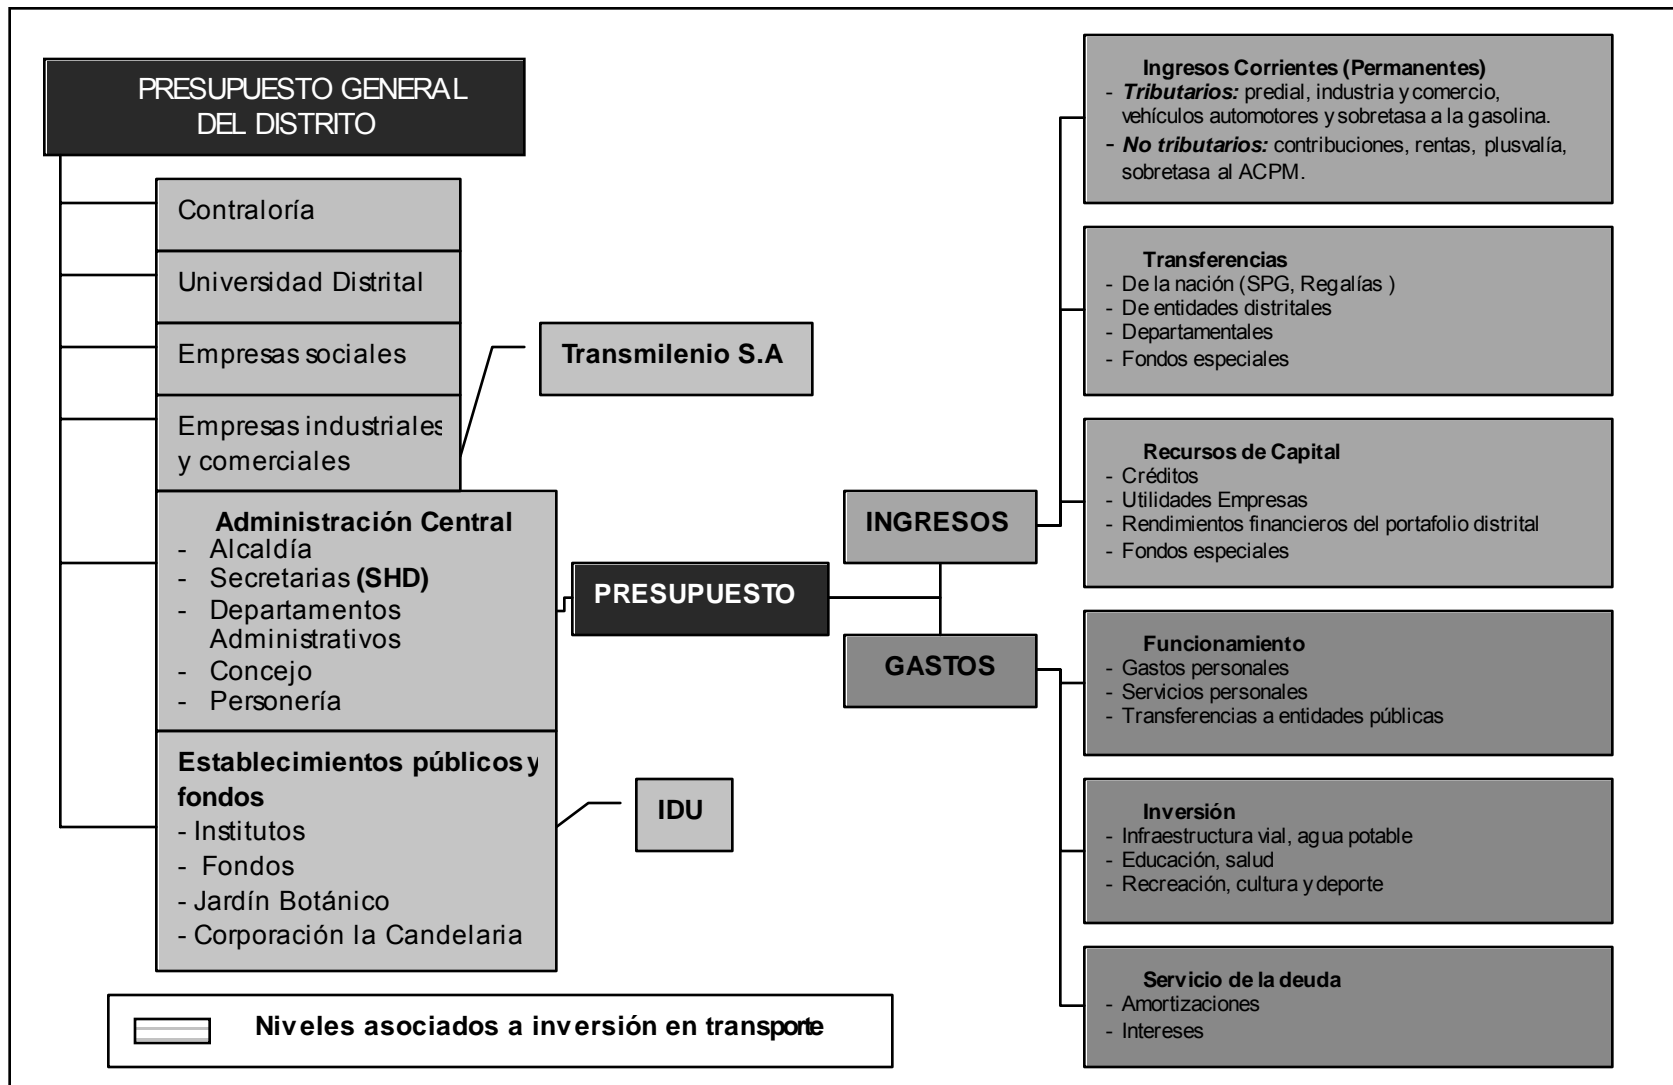 PRESUPUESTO GENERAL
DEL DISTRITO
Contraloría
Universidad Distrital
Empresas sociales
Empresas industriales
y comerciales
Transmilenio S.A
Administración Central
- Alcaldía
- Secretarias (SHD)
- Departamentos
Administrativos
- Concejo
- Personería
Establecimientos públicos y
fondos
- Institutos
- Fondos
- Jardín Botánico
- Corporación la Candelaria
IDU
PRESUPUESTO
INGRESOS
GASTOS
Ingresos Corrientes (Permanentes)
- Tributarios: predial, industria y comercio,
vehículos automotores y sobretasa a la gasolina.
- No tributarios: contribuciones, rentas, plusvalía,
sobretasa al ACPM.
Transferencias
- De la nación (SPG, Regalías )
- De entidades distritales
- Departamentales
- Fondos especiales
Recursos de Capital
- Créditos
- Utilidades Empresas
- Rendimientos financieros del portafolio distrital
- Fondos especiales
Funcionamiento
- Gastos personales
- Servicios personales
- Transferencias a entidades públicas
Inversión
- Infraestructura vial, agua potable
- Educación, salud
- Recreación, cultura y deporte
Servicio de la deuda
- Amortizaciones
- Intereses
Niveles asociados a inversión en transporte